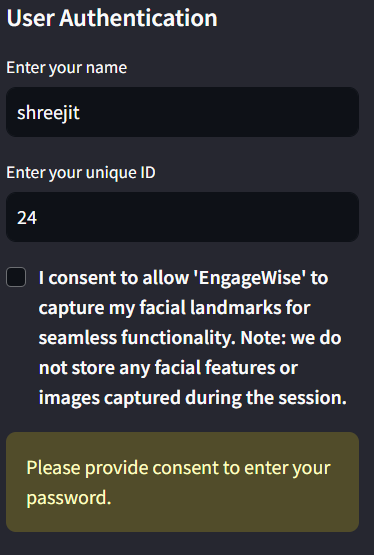 User Authentication
Enter your name
shreejit
Enter your unique ID
24
I consent to allow 'EngageWise' to
capture my facial landmarks for
seamless functionality. Note: we do
not store any facial features or
images captured during the session.
Please provide consent to enter your
password.